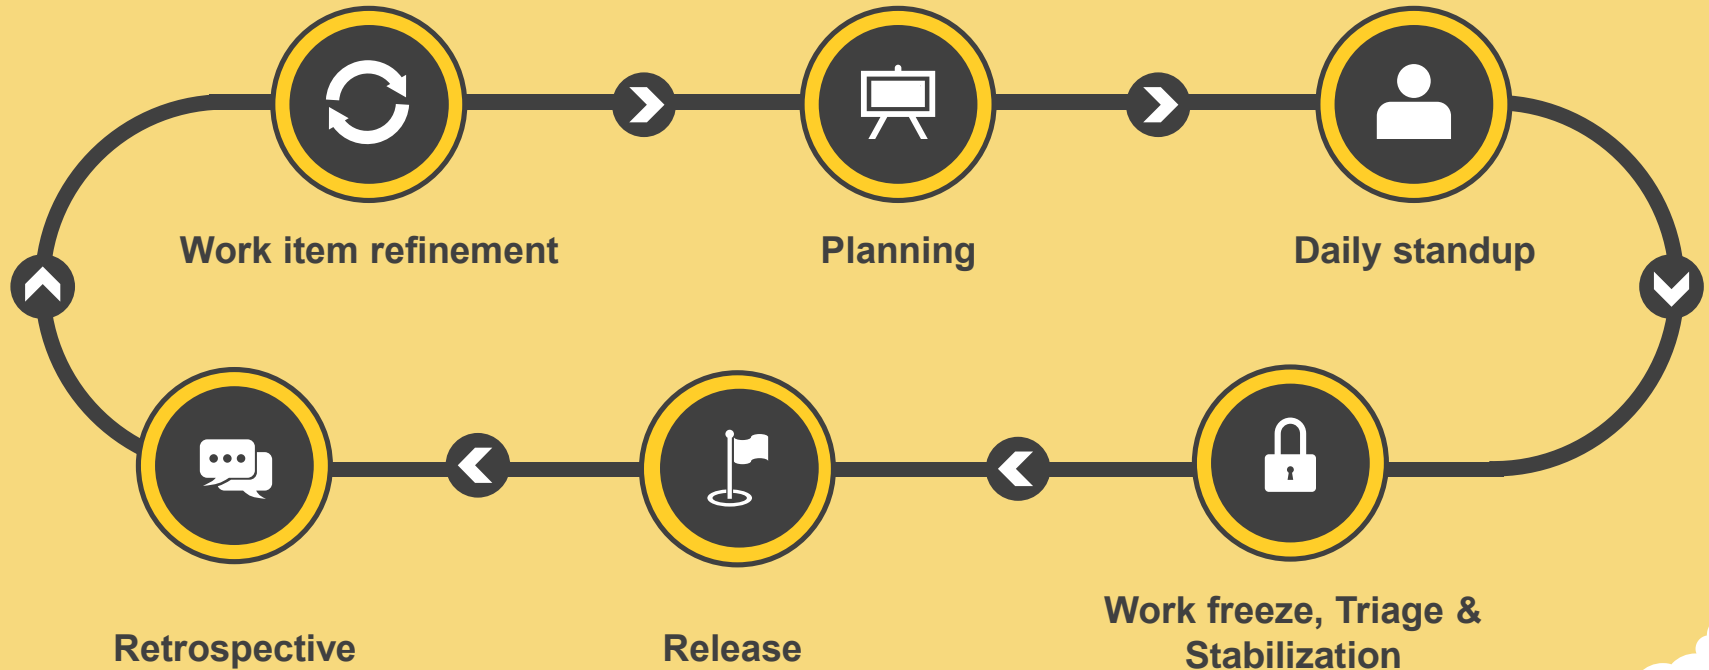 Work item refinement
Planning
Daily standup
Retrospective
Release
Work freeze, Triage &
Stabilization